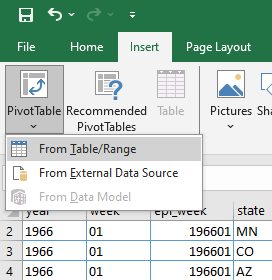 File Home Insert Page Layout
PivotTable Recommended PivotTables Table Pictures
From Table/Range
From External Data Source
From Data Model
year week epi_week state
2 1966 01 196601 MN
3 1966 01 196601 CO
4 1966 01 196601 AZ